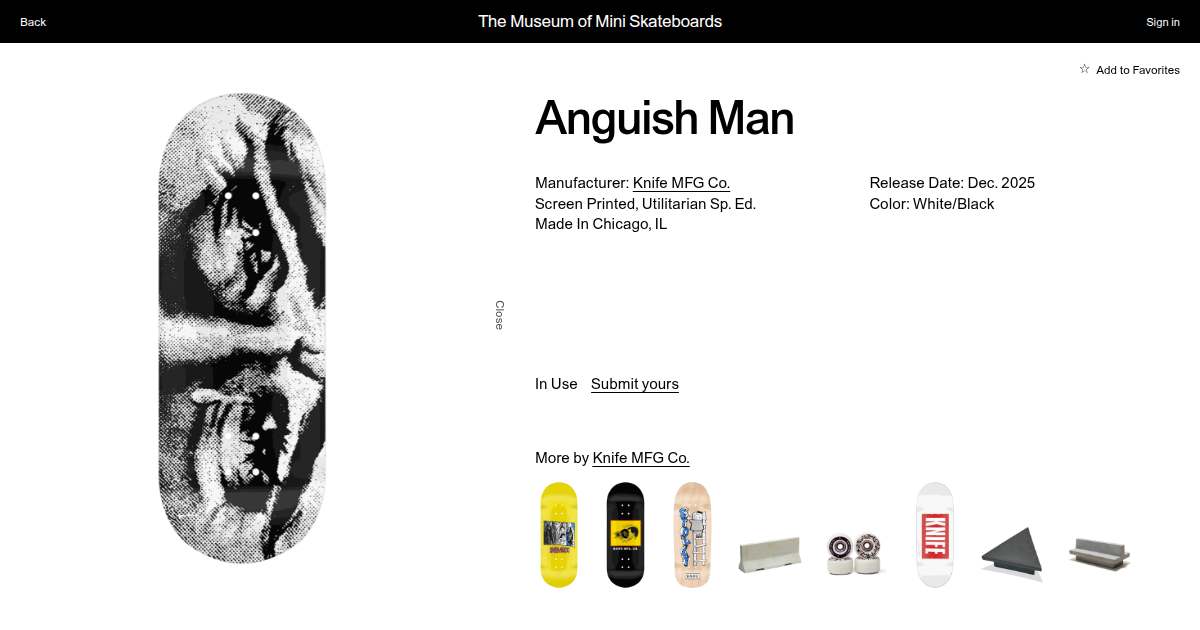 Back
The Museum of Mini Skateboards
Sign in
☆ Add to Favorites
Anguish Man
Manufacturer: Knife MFG Co.
Screen Printed, Utilitarian Sp. Ed.
Made In Chicago, IL
Release Date: Dec. 2025
Color: White/Black
Close
In Use Submit yours
More by Knife MFG Co.
KNIFE